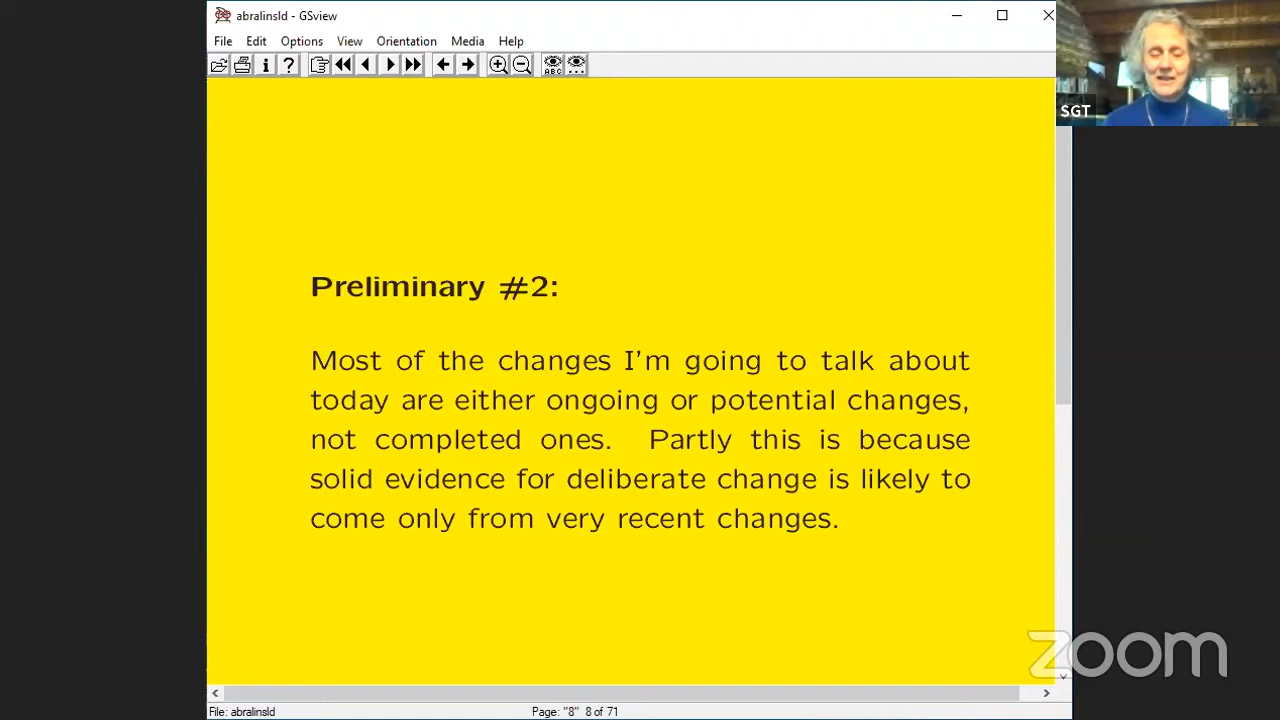 abralinsld - GSview
File Edit Options View Orientation Media Help
SGT
Preliminary #2:
Most of the changes I'm going to talk about
today are either ongoing or potential changes,
not completed ones. Partly this is because
solid evidence for deliberate change is likely to
come only from very recent changes.
zoom
File: abralinsld Page: "8" 8 of 71